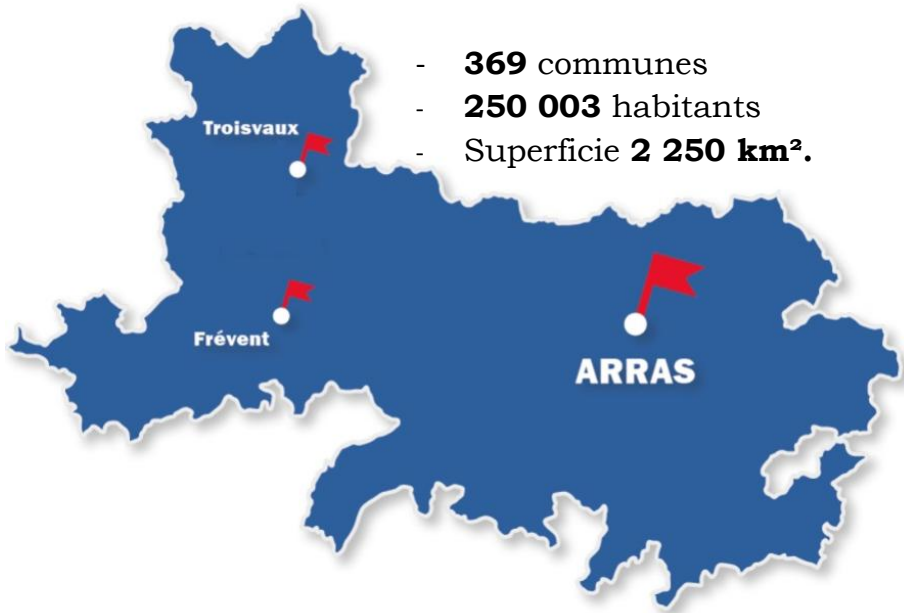 - 369 communes
- 250 003 habitants
- Superficie 2 250 km².
Troisvaux
Frévent
ARRAS